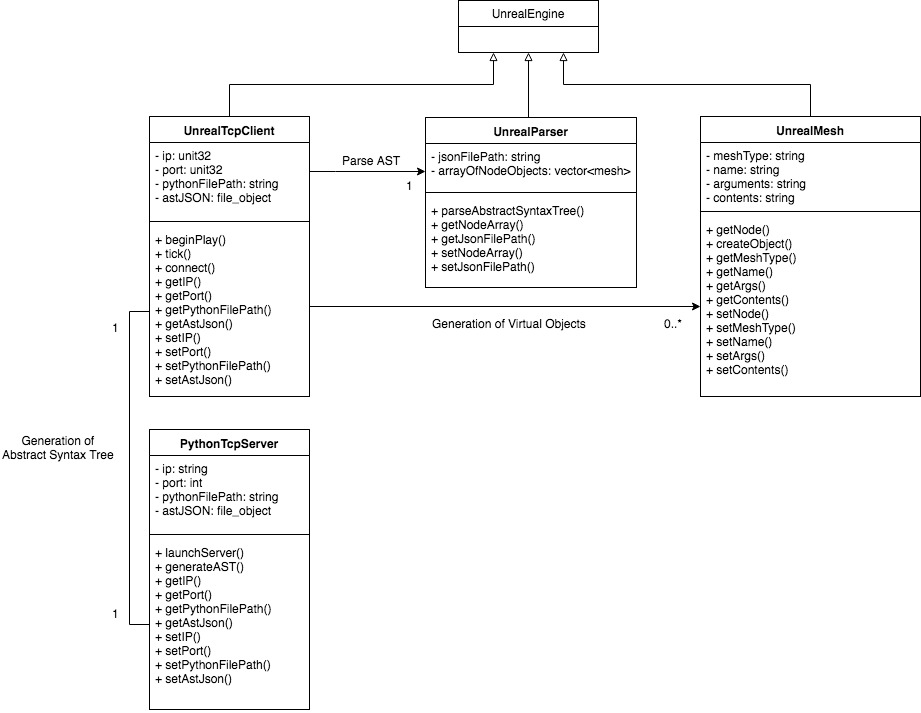 UnrealEngine
UnrealTcpClient
- ip: unit32
- port: unit32
- pythonFilePath: string
- astJSON: file_object
+ beginPlay()
+ tick()
+ connect()
+ getIP()
+ getPort()
+ getPythonFilePath()
+ getAstJson()
+ setIP()
+ setPort()
+ setPythonFilePath()
+ setAstJson()
Parse AST
1
UnrealParser
- jsonFilePath: string
- arrayOfNodeObjects: vector<mesh>
+ parseAbstractSyntaxTree()
+ getNodeArray()
+ getJsonFilePath()
+ setNodeArray()
+ setJsonFilePath()
UnrealMesh
- meshType: string
- name: string
- arguments: string
- contents: string
+ getNode()
+ createObject()
+ getMeshType()
+ getName()
+ getArgs()
+ getContents()
+ setNode()
+ setMeshType()
+ setName()
+ setArgs()
+ setContents()
Generation of Virtual Objects
0..*
1
Generation of
Abstract Syntax Tree
1
PythonTcpServer
- ip: string
- port: int
- pythonFilePath: string
- astJSON: file_object
+ launchServer()
+ generateAST()
+ getIP()
+ getPort()
+ getPythonFilePath()
+ getAstJson()
+ setIP()
+ setPort()
+ setPythonFilePath()
+ setAstJson()